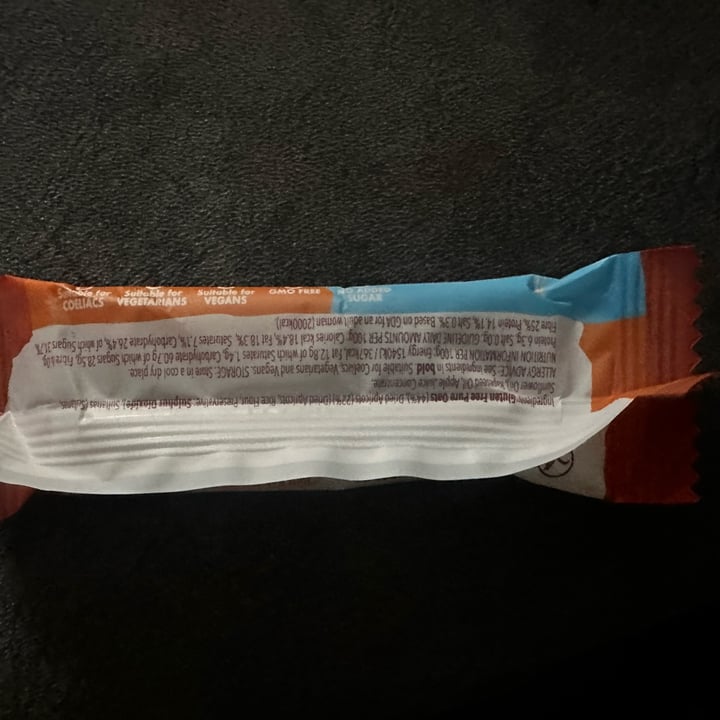 Suitable for COELIACS
Suitable for VEGETARIANS
Suitable for VEGANS
GMO FREE
NO ADDED SUGAR
Ingredients: Gluten Free Pure Oats (44%), Dried Apricots (22%) (Dried Apricots, Rice Flour, Preservative: Sulphur Dioxide), Sultanas (Sultanas,
Sunflower Oil), Rapeseed Oil, Apple Juice Concentrate.
ALLERGY ADVICE: See ingredients in bold. Suitable for Coeliacs, Vegetarians and Vegans. STORAGE: Store in a cool dry place.
NUTRITION INFORMATION PER 100g: Energy 1540kJ / 367kcal, Fat 12.8g of which Saturates 1.4g, Carbohydrate 60.7g of which Sugars 28.5g, Fibre
Protein 6.3g, Salt 0.0g. GUIDELINE DAILY AMOUNTS PER 100g: Calories 18.4%, Fat 18.3%, Saturates 7.1%, Carbohydrate 26.4% of which Sugars 31.7%,
Fibre 25%, Protein 14.1%, Salt 0.3%. Based on GDA for an adult woman (2000kcal)